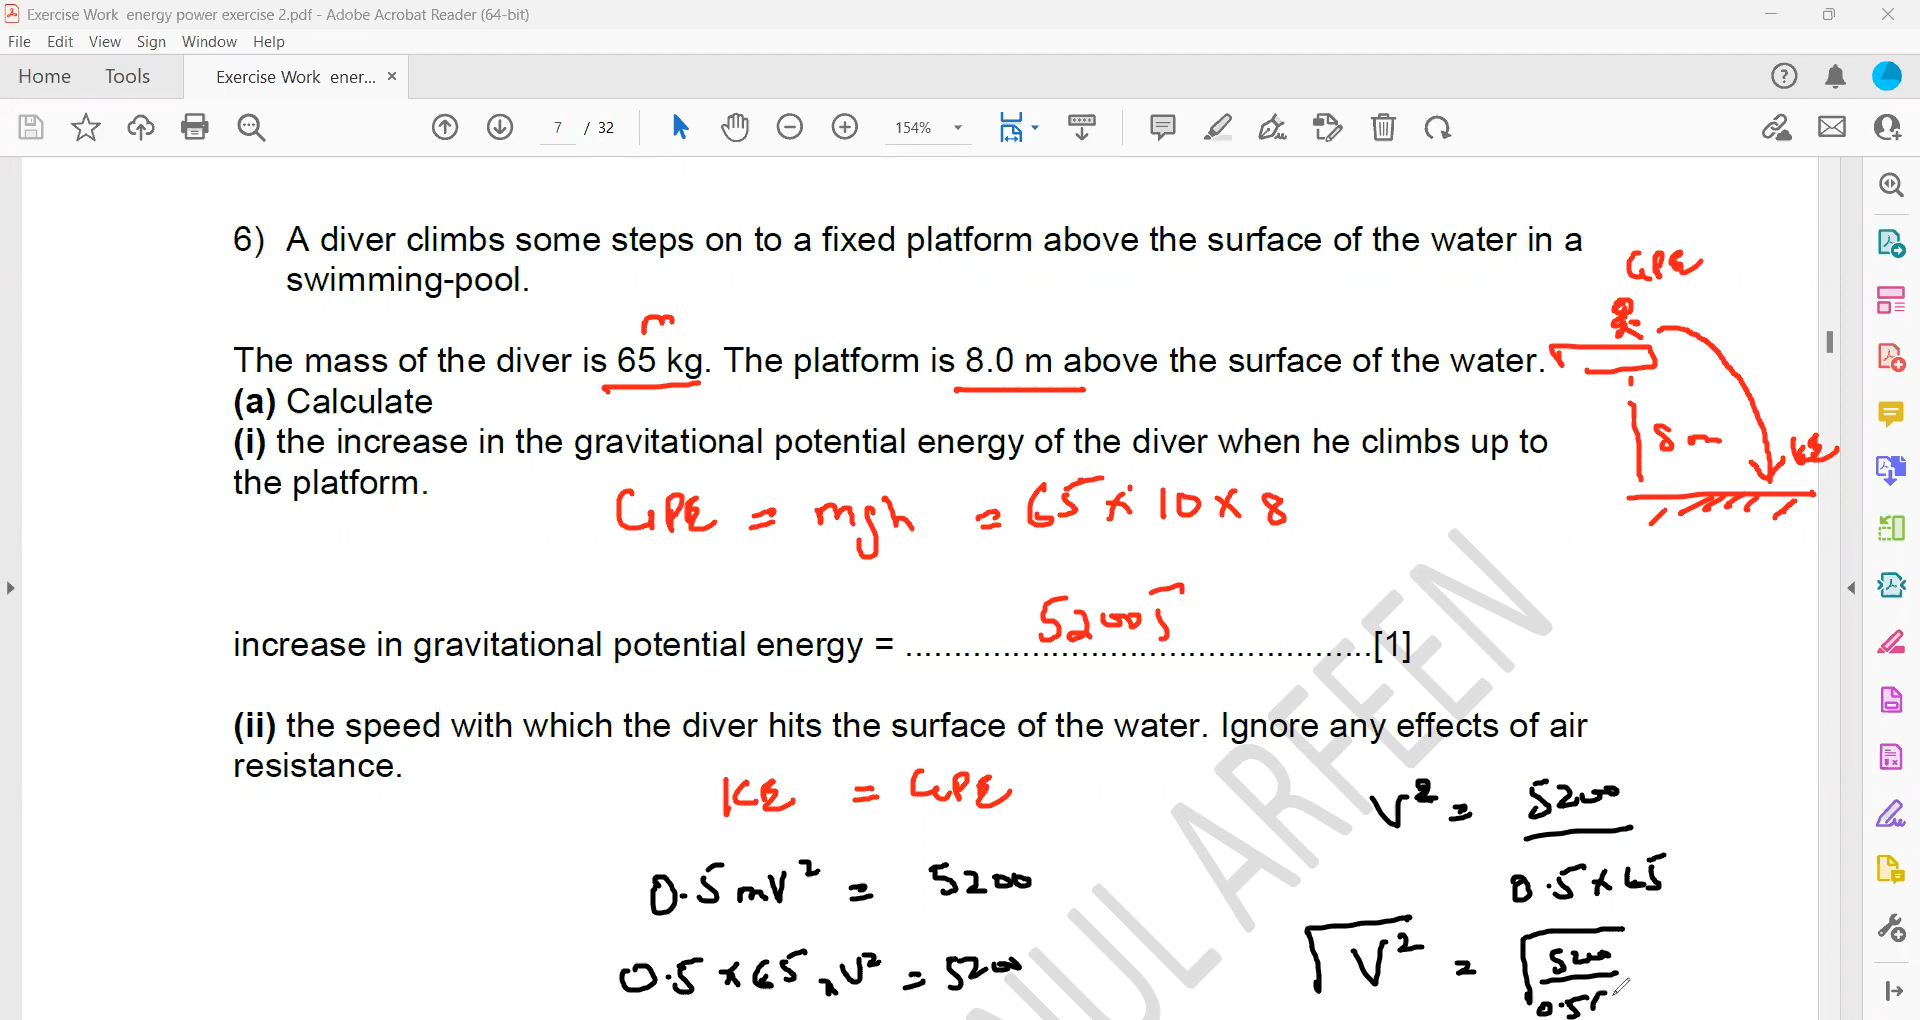 Exercise Work energy power exercise 2.pdf - Adobe Acrobat Reader (64-bit)
File Edit View Sign Window Help
Home Tools Exercise Work ener... ×
7 / 32 154%
GPE
6) A diver climbs some steps on to a fixed platform above the surface of the water in a
swimming-pool.
m
The mass of the diver is 65 kg. The platform is 8.0 m above the surface of the water.
(a) Calculate
(i) the increase in the gravitational potential energy of the diver when he climbs up to
the platform.
8 m
KE
GPE = mgh = 65 × 10 × 8
5200J
increase in gravitational potential energy = ................................................[1]
(ii) the speed with which the diver hits the surface of the water. Ignore any effects of air
resistance.
KE = GPE
0.5 mV² = 5200
0.5 × 65 × V² = 5200
V² = 5200
0.5 × 65
√V² = √5200
0.5
NUL ARFEEN